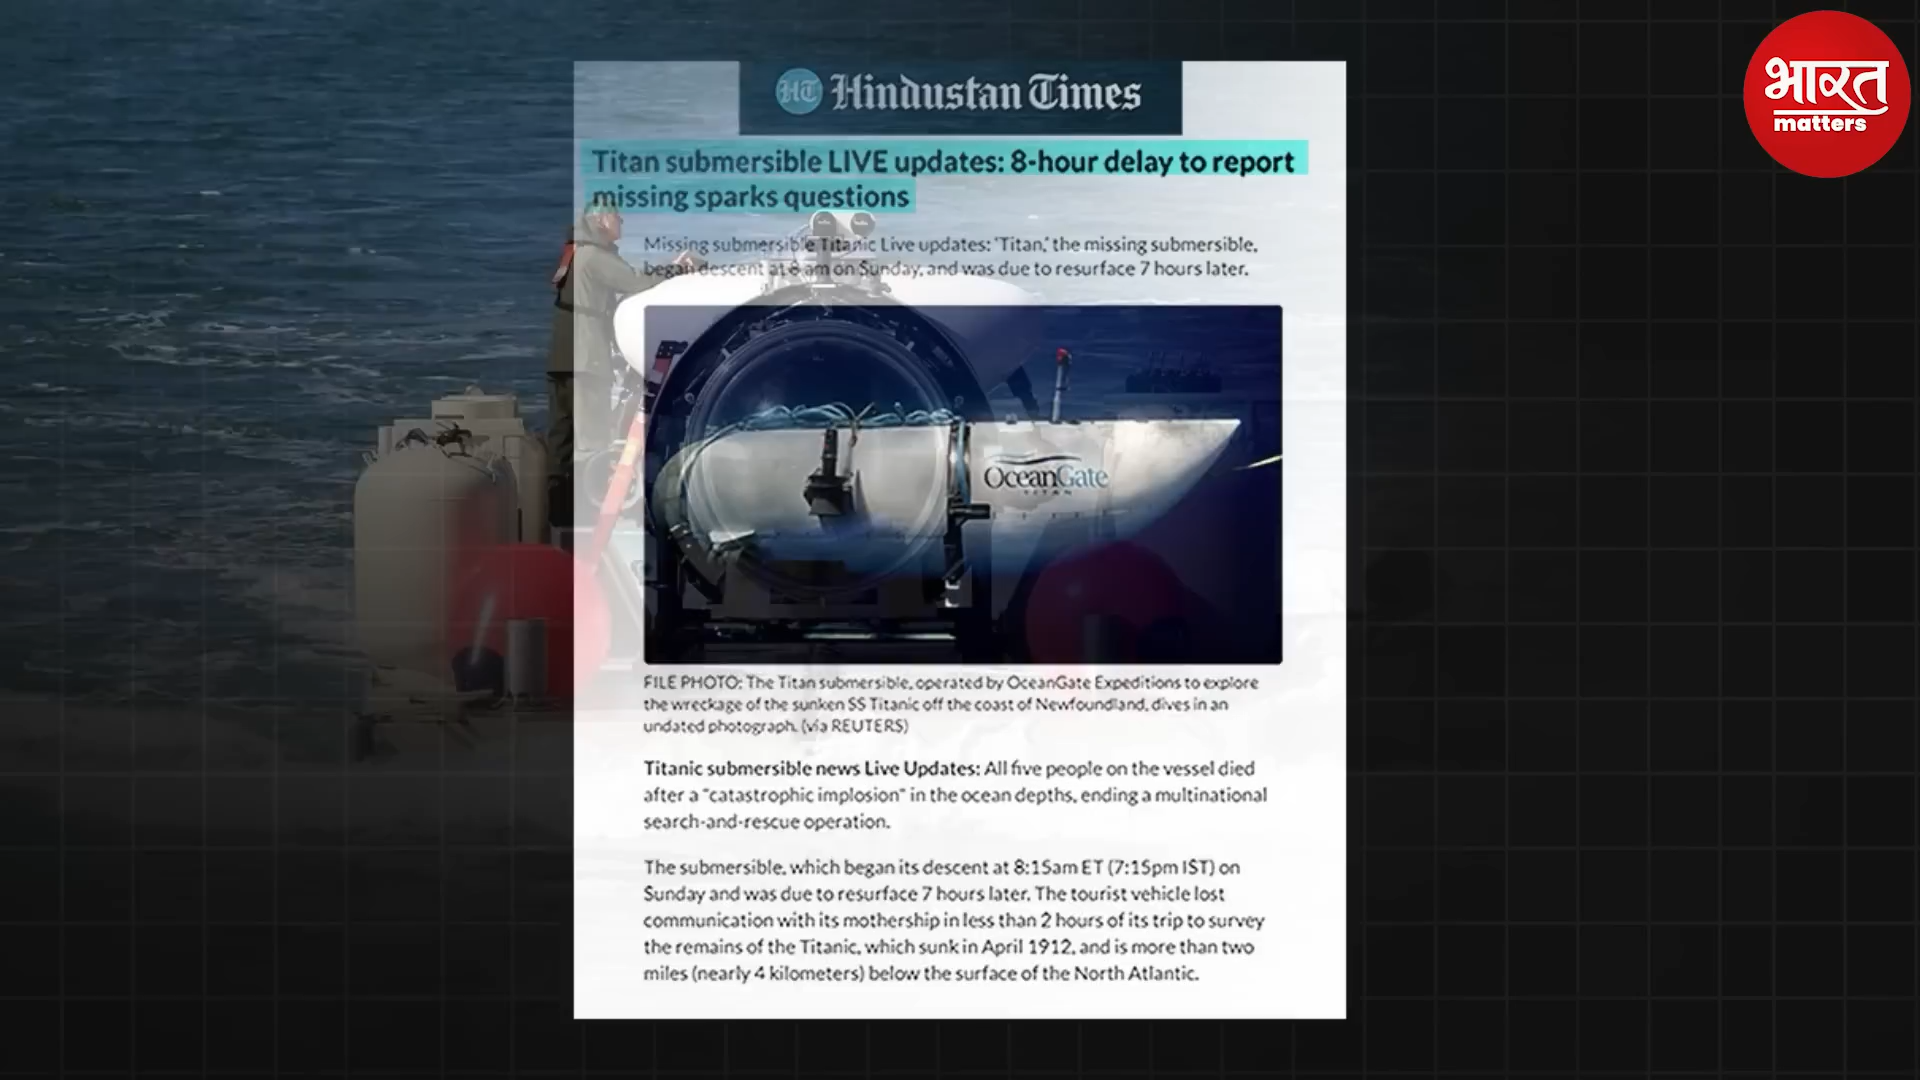 HT Hindustan Times
भारत
matters
Titan submersible LIVE updates: 8-hour delay to report
missing sparks questions
Missing submersible Titanic Live updates: 'Titan,' the missing submersible,
began descent at 8 am on Sunday, and was due to resurface 7 hours later.
OceanGate
TITAN
FILE PHOTO: The Titan submersible, operated by OceanGate Expeditions to explore
the wreckage of the sunken SS Titanic off the coast of Newfoundland, dives in an
undated photograph. (via REUTERS)
Titanic submersible news Live Updates: All five people on the vessel died
after a "catastrophic implosion" in the ocean depths, ending a multinational
search-and-rescue operation.
The submersible, which began its descent at 8:15am ET (7:15pm IST) on
Sunday and was due to resurface 7 hours later. The tourist vehicle lost
communication with its mothership in less than 2 hours of its trip to survey
the remains of the Titanic, which sunk in April 1912, and is more than two
miles (nearly 4 kilometers) below the surface of the North Atlantic.